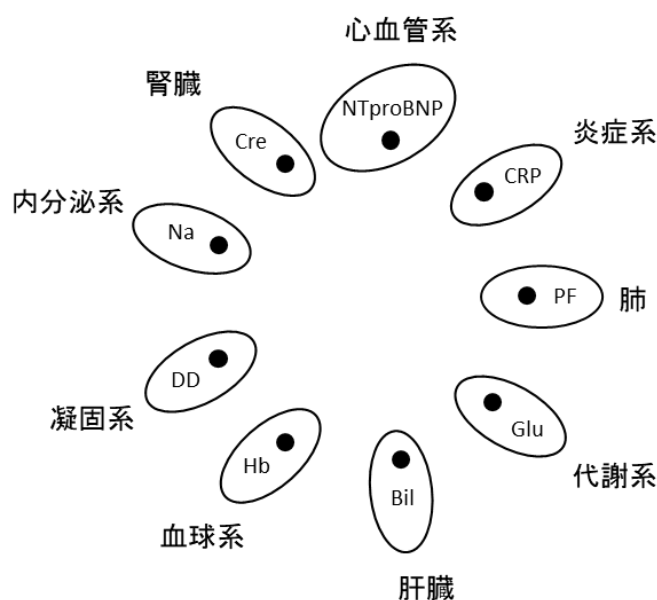 心血管系
NTproBNP
炎症系
CRP
肺
PF
代謝系
Glu
肝臓
Bil
血球系
Hb
凝固系
DD
内分泌系
Na
腎臓
Cre